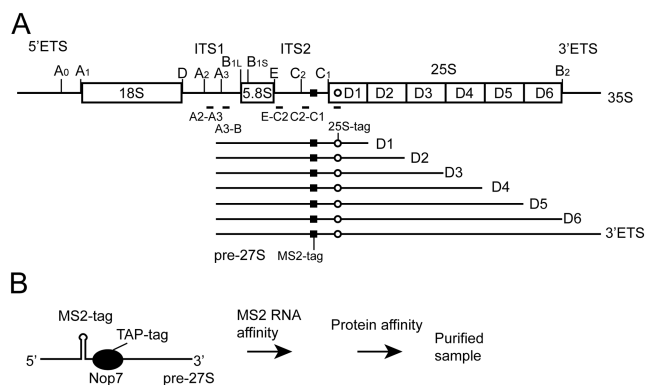 A
5'ETS
ITS1
ITS2
3'ETS
A0 A1 D A2 A3 B1L B1S E C2 C1 25S B2
18S 5.8S D1 D2 D3 D4 D5 D6 35S
A2-A3 E-C2 C2-C1
A3-B 25S-tag
D1
D2
D3
D4
D5
D6
3'ETS
pre-27S MS2-tag
B
MS2-tag
TAP-tag
5' 3'
Nop7 pre-27S
MS2 RNA
affinity
Protein affinity
Purified
sample